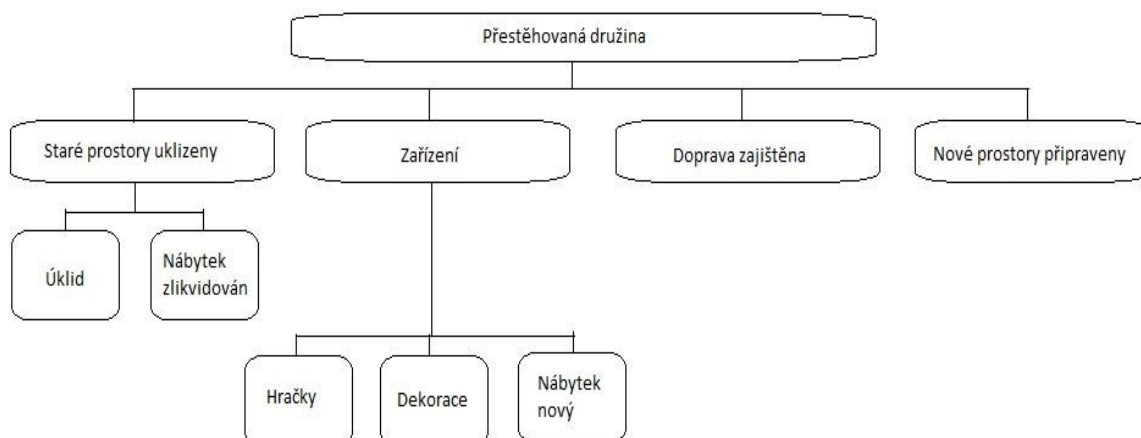 Přestěhovaná družina
Staré prostory uklizeny
Zařízení
Doprava zajištěna
Nové prostory připraveny
Úklid
Nábytek
zlikvidován
Hračky
Dekorace
Nábytek
nový